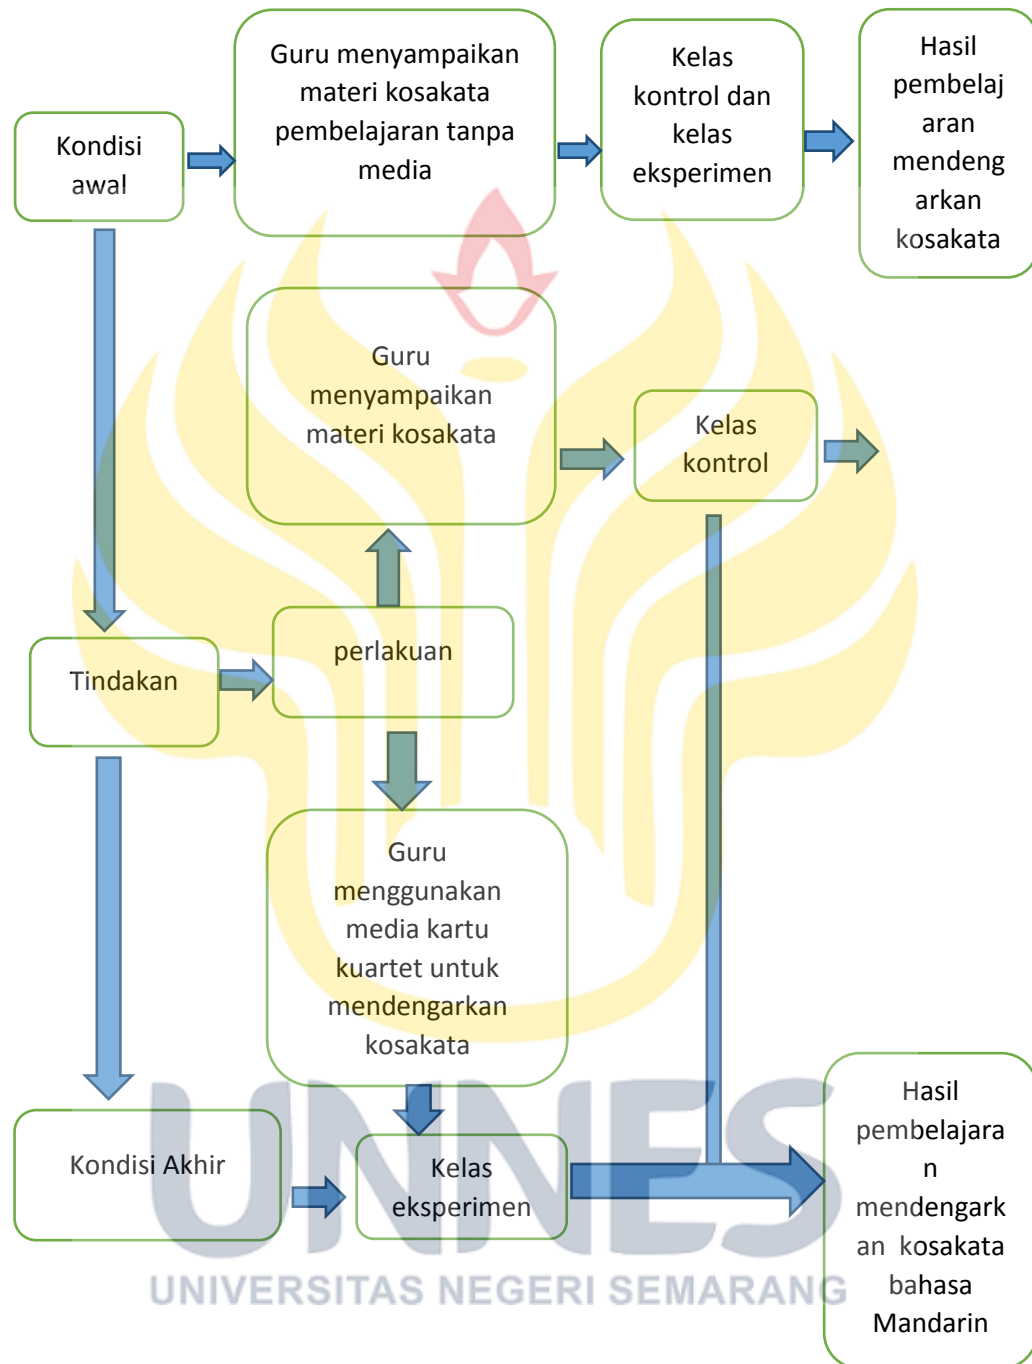 Kondisi
awal
Guru menyampaikan
materi kosakata
pembelajaran tanpa
media
Kelas
kontrol dan
kelas
eksperimen
Hasil
pembelaj
aran
mendeng
arkan
kosakata
Guru
menyampaikan
materi kosakata
Kelas
kontrol
Tindakan
perlakuan
Guru
menggunakan
media kartu
kuartet untuk
mendengarkan
kosakata
Kondisi Akhir
Kelas
eksperimen
Hasil
pembelajara
n
mendengark
an kosakata
bahasa
Mandarin
UNNES
UNIVERSITAS NEGERI SEMARANG